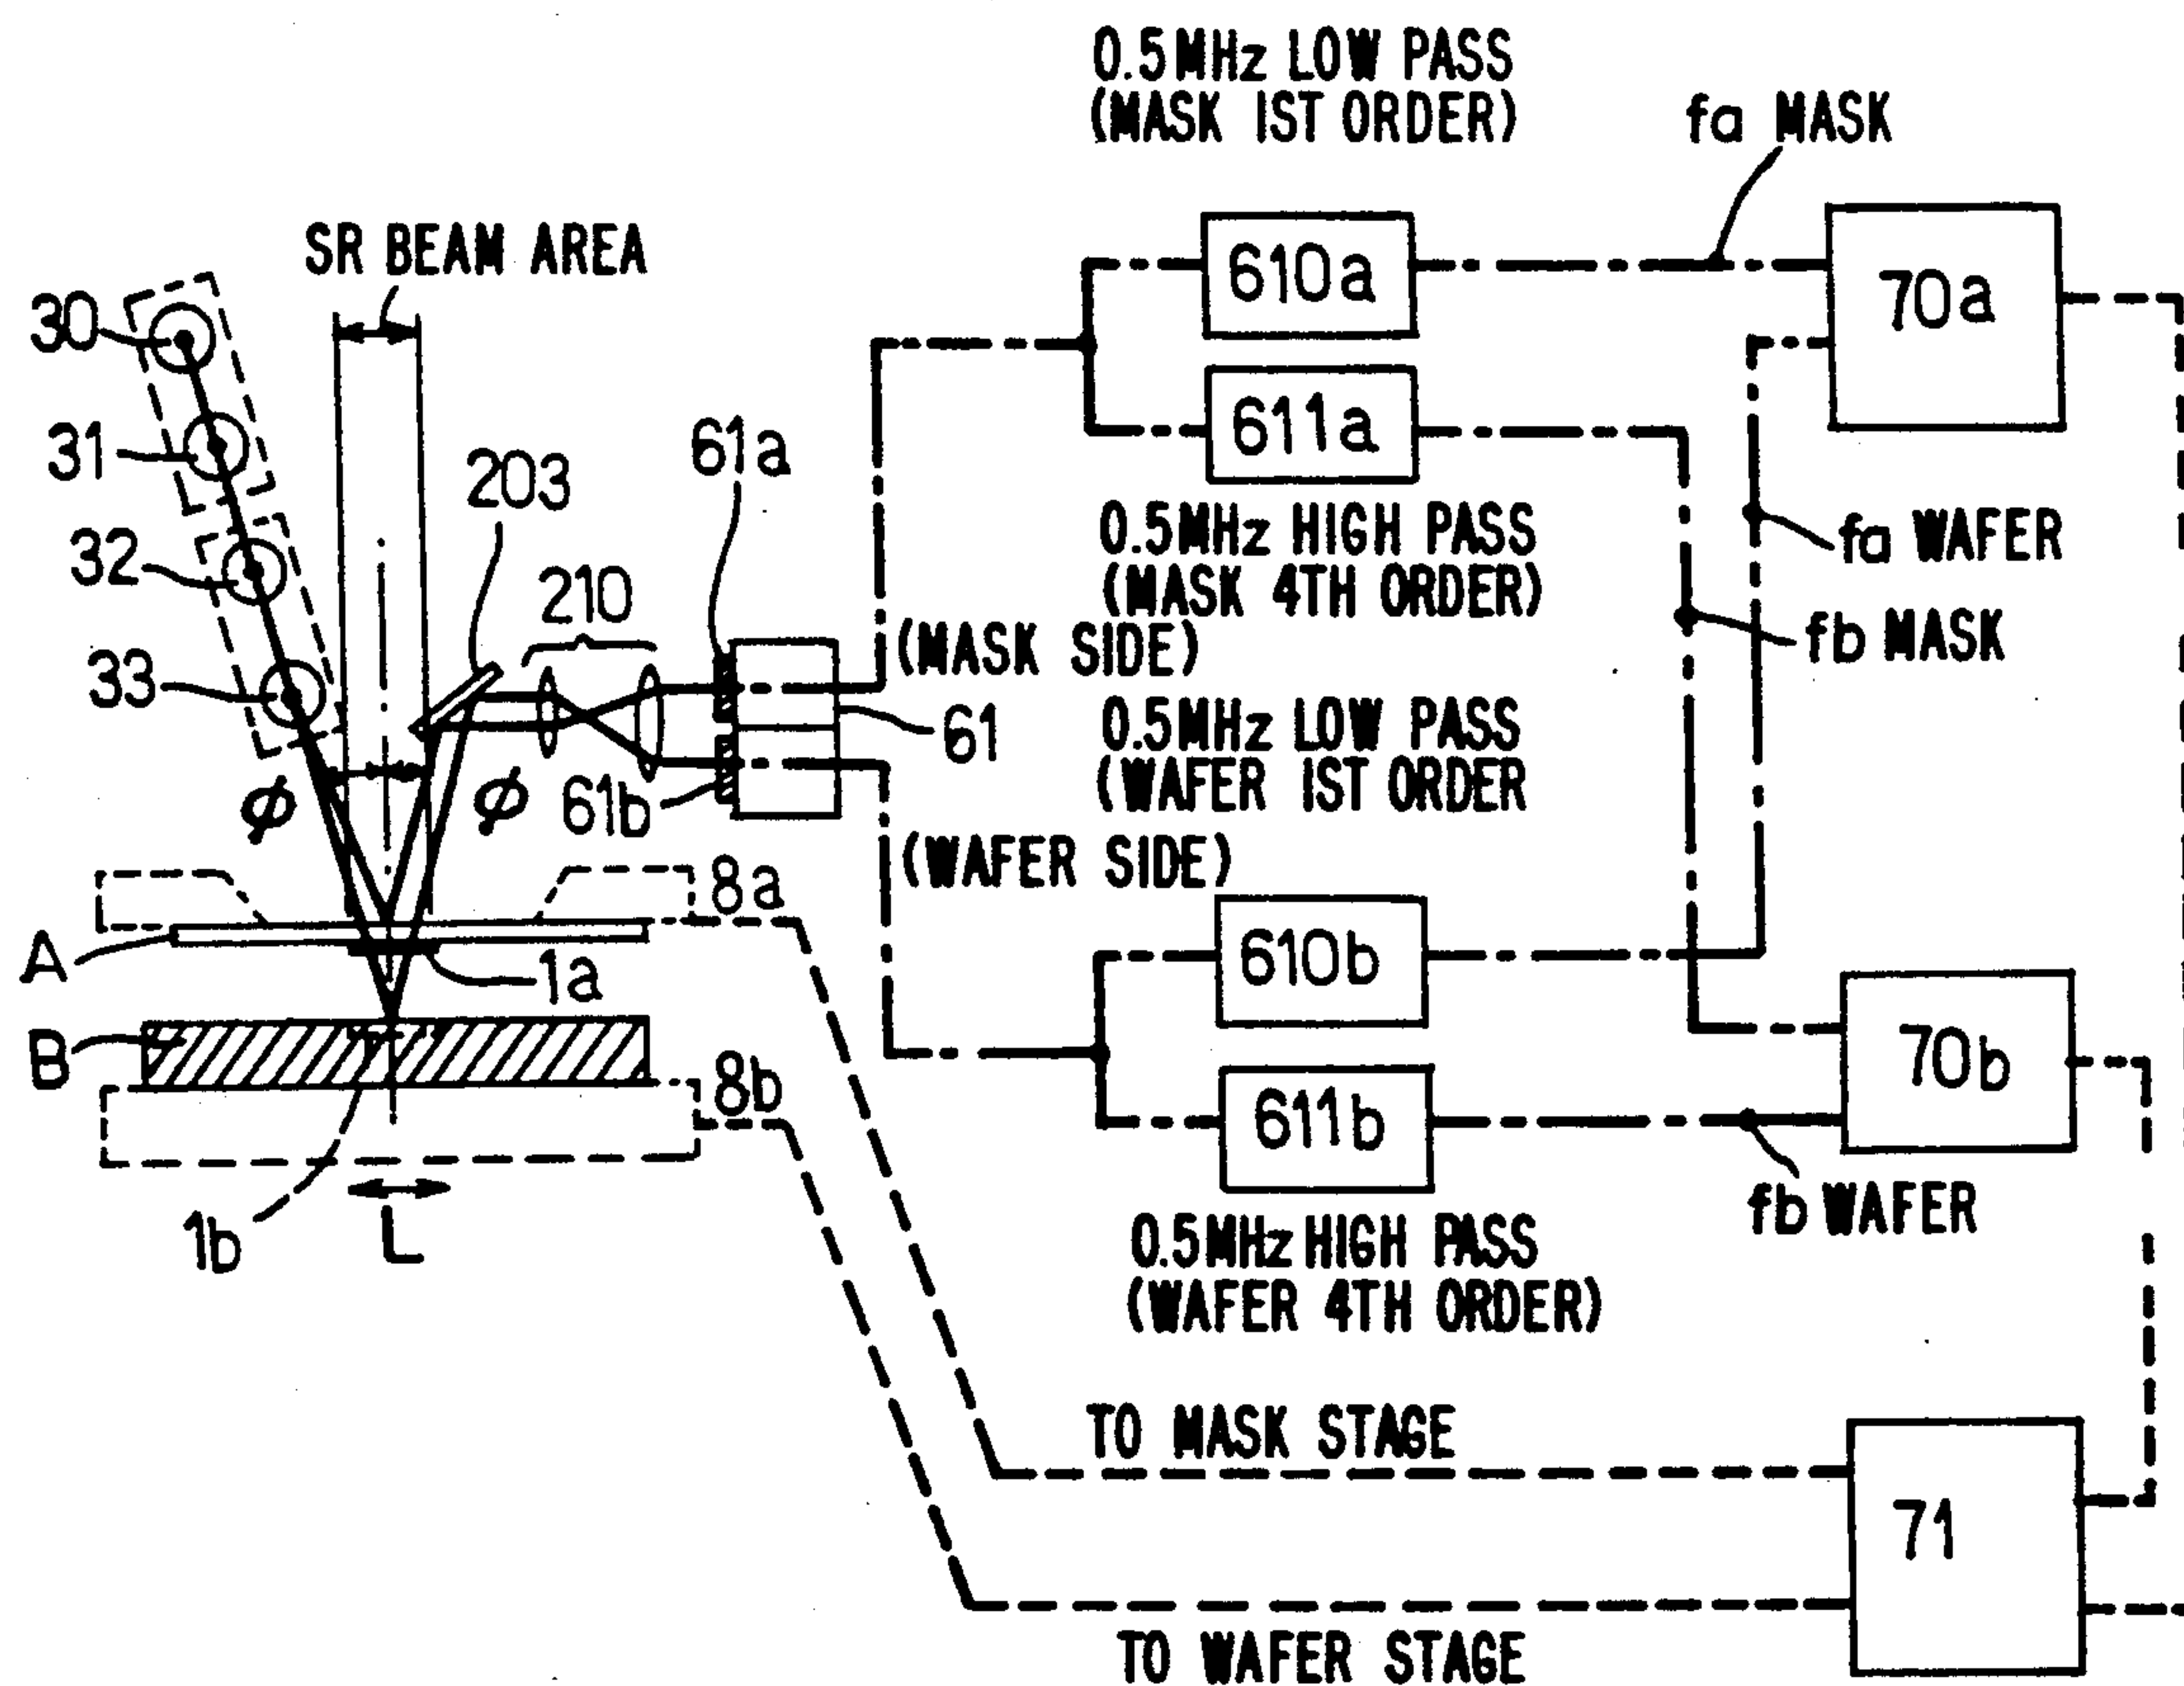 0.5MHz LOW PASS
(MASK 1ST ORDER)
fa MASK
SR BEAM AREA
30
610a
70a
31
61a
611a
203
32
210
0.5MHz HIGH PASS
(MASK 4TH ORDER)
fa WAFER
fb MASK
33
(MASK SIDE)
61
0.5MHz LOW PASS
(WAFER 1ST ORDER
ϕ
ϕ
61b
(WAFER SIDE)
8a
A
1a
610b
B
8b
70b
611b
1b
L
fb WAFER
0.5MHz HIGH PASS
(WAFER 4TH ORDER)
TO MASK STAGE
71
TO WAFER STAGE